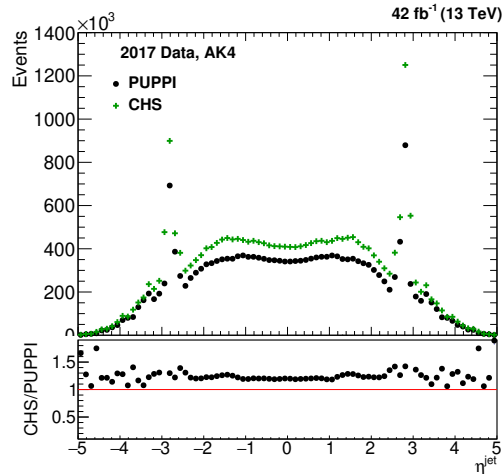 42 fb⁻¹ (13 TeV)
×10³
1400
1200
1000
800
600
400
200
0
Events
2017 Data, AK4
PUPPI
CHS
1.5
1
0.5
CHS/PUPPI
−5 −4 −3 −2 −1 0 1 2 3 4 5
η^jet